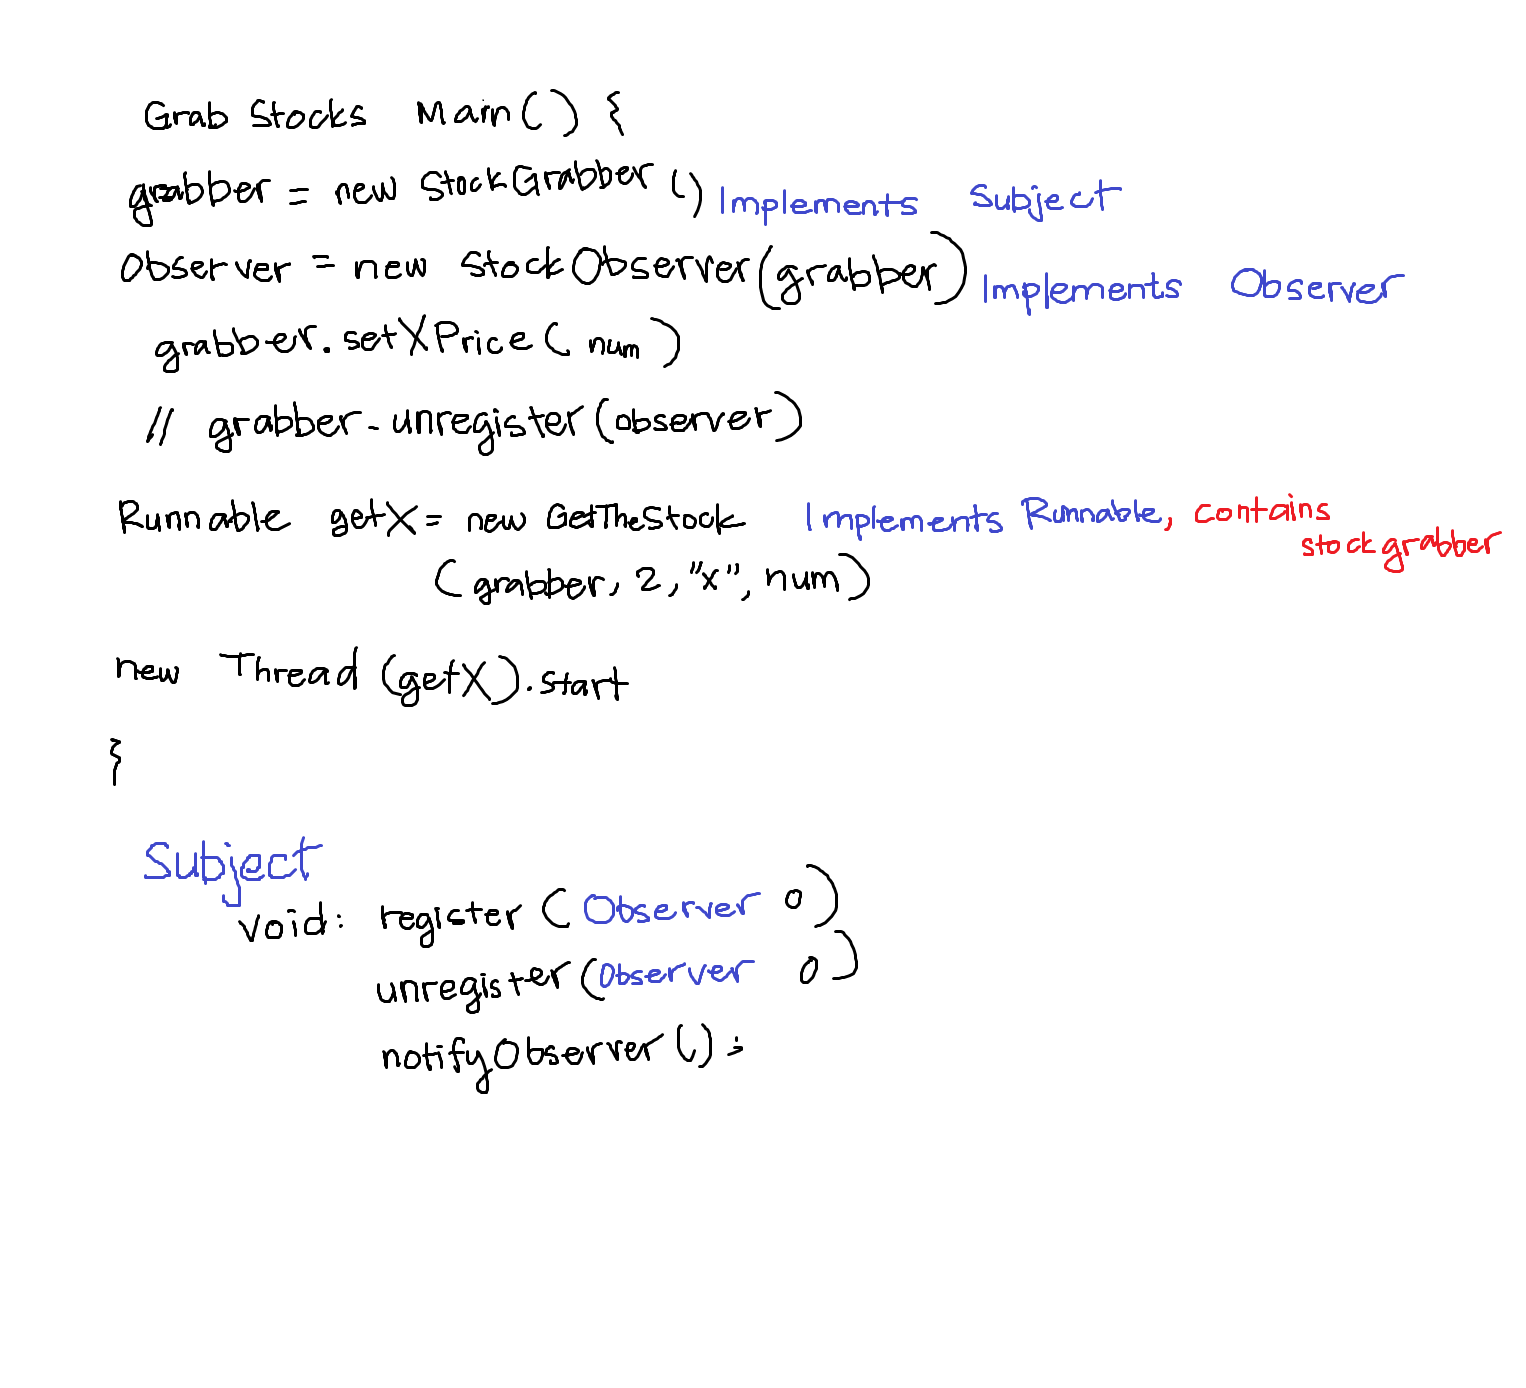 Grab Stocks Main() {
grabber = new StockGrabber () Implements Subject
Observer = new StockObserver(grabber) Implements Observer
grabber.setXPrice( num )
// grabber.unregister(observer)
Runnable getX = new GetTheStock Implements Runnable, contains
stockgrabber
(grabber, 2, "x", num)
new Thread (getX).start
}
Subject
void: register ( Observer o)
unregister (Observer o)
notifyObserver();